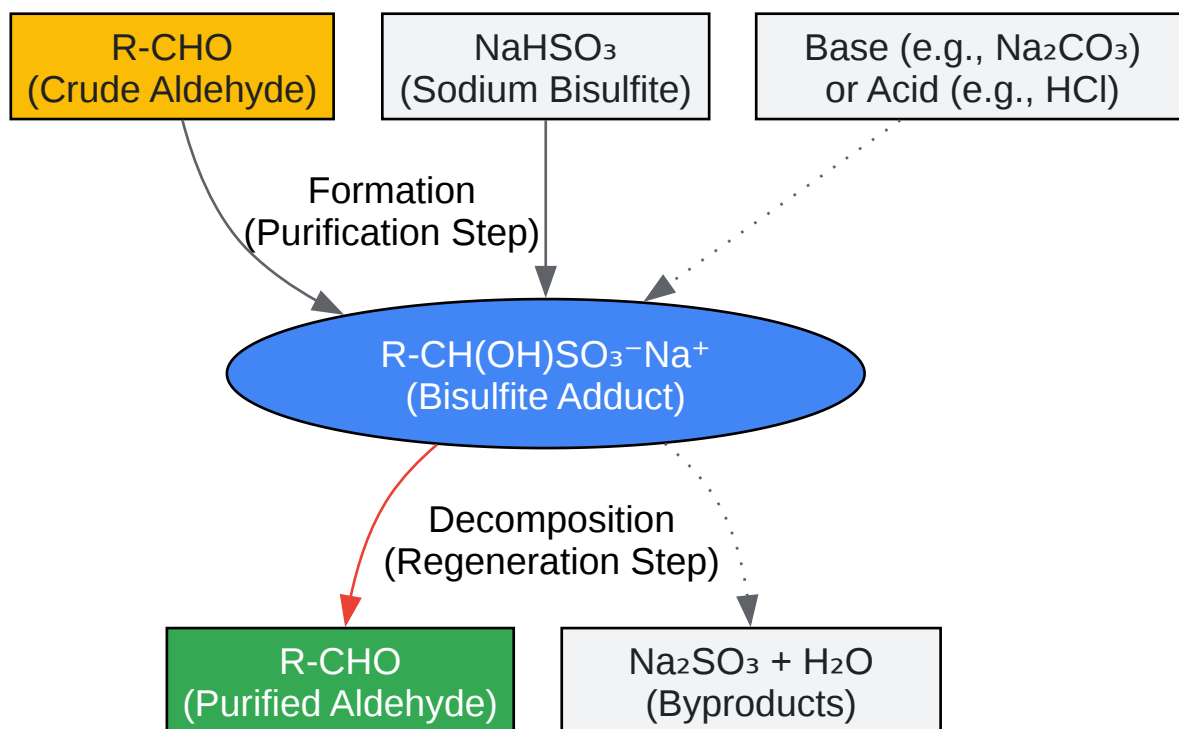 R-CHO
(Crude Aldehyde)
NaHSO₃
(Sodium Bisulfite)
Base (e.g., Na₂CO₃)
or Acid (e.g., HCl)
Formation
(Purification Step)
R-CH(OH)SO₃⁻Na⁺
(Bisulfite Adduct)
Decomposition
(Regeneration Step)
R-CHO
(Purified Aldehyde)
Na₂SO₃ + H₂O
(Byproducts)